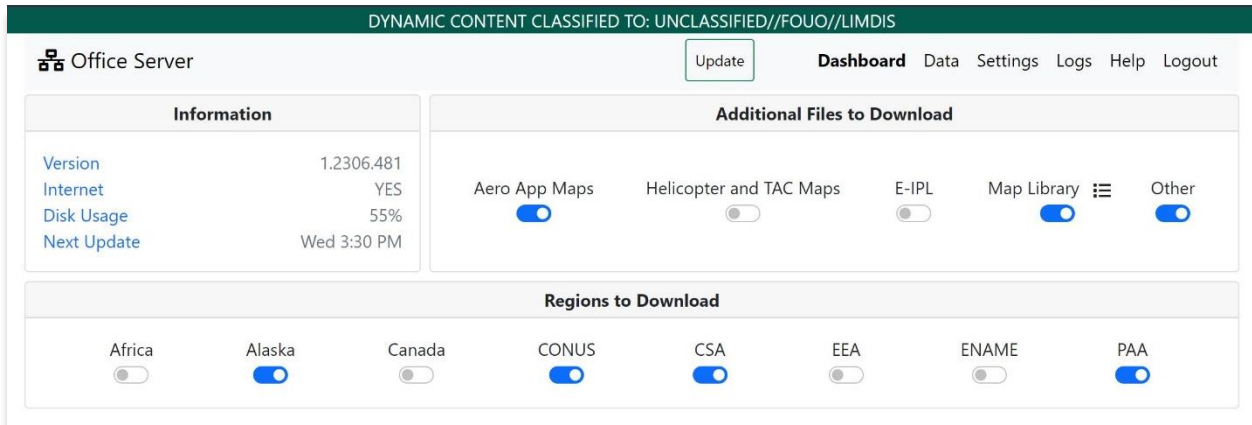 DYNAMIC CONTENT CLASSIFIED TO: UNCLASSIFIED//FOUO//LIMDIS
Office Server Update Dashboard Data Settings Logs Help Logout
Information
Version 1.2306.481
Internet YES
Disk Usage 55%
Next Update Wed 3:30 PM
Additional Files to Download
Aero App Maps Helicopter and TAC Maps E-IPL Map Library Other
Regions to Download
Africa Alaska Canada CONUS CSA EEA ENAME PAA